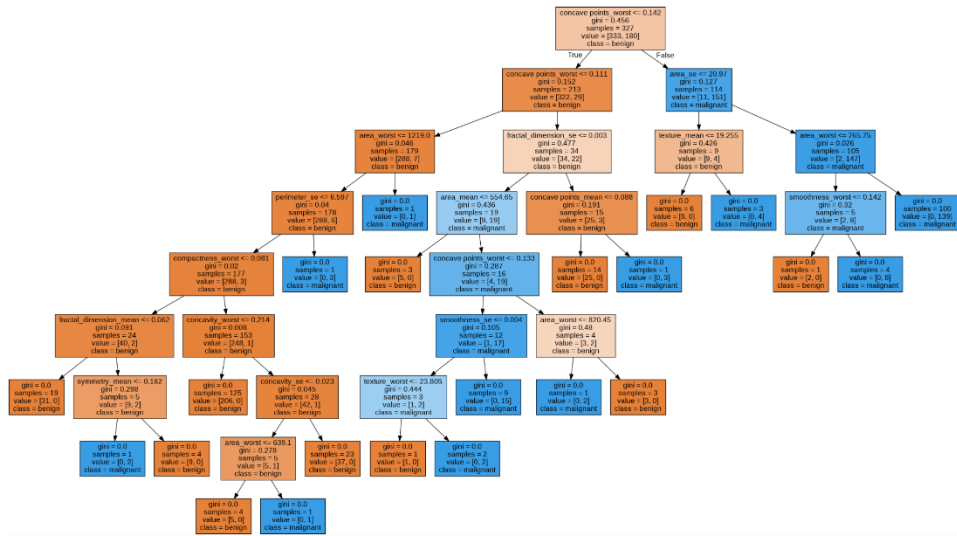 concave points_worst <= 0.142
gini = 0.456
samples = 327
value = [333, 180]
class = benign
True
False
concave points_worst <= 0.111
gini = 0.152
samples = 213
value = [322, 29]
class = benign
area_se <= 20.97
gini = 0.127
samples = 114
value = [11, 151]
class = malignant
area_worst <= 1219.0
gini = 0.046
samples = 179
value = [288, 7]
class = benign
fractal_dimension_se <= 0.003
gini = 0.477
samples = 34
value = [34, 22]
class = benign
texture_mean <= 19.255
gini = 0.426
samples = 9
value = [9, 4]
class = benign
area_worst <= 765.75
gini = 0.026
samples = 105
value = [2, 147]
class = malignant
perimeter_se <= 6.597
gini = 0.04
samples = 178
value = [288, 6]
class = benign
gini = 0.0
samples = 1
value = [0, 1]
class = malignant
area_mean <= 554.65
gini = 0.436
samples = 19
value = [9, 19]
class = malignant
concave points_mean <= 0.088
gini = 0.191
samples = 15
value = [25, 3]
class = benign
gini = 0.0
samples = 6
value = [9, 0]
class = benign
gini = 0.0
samples = 3
value = [0, 4]
class = malignant
smoothness_worst <= 0.142
gini = 0.32
samples = 5
value = [2, 8]
class = malignant
gini = 0.0
samples = 100
value = [0, 139]
class = malignant
compactness_worst <= 0.081
gini = 0.02
samples = 177
value = [288, 3]
class = benign
gini = 0.0
samples = 1
value = [0, 3]
class = malignant
gini = 0.0
samples = 3
value = [5, 0]
class = benign
concave points_worst <= 0.133
gini = 0.287
samples = 16
value = [4, 19]
class = malignant
gini = 0.0
samples = 14
value = [25, 0]
class = benign
gini = 0.0
samples = 1
value = [0, 3]
class = malignant
gini = 0.0
samples = 1
value = [2, 0]
class = benign
gini = 0.0
samples = 4
value = [0, 8]
class = malignant
fractal_dimension_mean <= 0.062
gini = 0.091
samples = 24
value = [40, 2]
class = benign
concavity_worst <= 0.214
gini = 0.008
samples = 153
value = [248, 1]
class = benign
smoothness_se <= 0.004
gini = 0.105
samples = 12
value = [1, 17]
class = malignant
area_worst <= 820.45
gini = 0.48
samples = 4
value = [3, 2]
class = benign
gini = 0.0
samples = 19
value = [31, 0]
class = benign
symmetry_mean <= 0.162
gini = 0.298
samples = 5
value = [9, 2]
class = benign
gini = 0.0
samples = 125
value = [206, 0]
class = benign
concavity_se <= 0.023
gini = 0.045
samples = 28
value = [42, 1]
class = benign
texture_worst <= 23.805
gini = 0.444
samples = 3
value = [1, 2]
class = malignant
gini = 0.0
samples = 9
value = [0, 15]
class = malignant
gini = 0.0
samples = 1
value = [0, 2]
class = malignant
gini = 0.0
samples = 3
value = [3, 0]
class = benign
gini = 0.0
samples = 1
value = [0, 2]
class = malignant
gini = 0.0
samples = 4
value = [9, 0]
class = benign
area_worst <= 639.1
gini = 0.278
samples = 5
value = [5, 1]
class = benign
gini = 0.0
samples = 23
value = [37, 0]
class = benign
gini = 0.0
samples = 1
value = [1, 0]
class = benign
gini = 0.0
samples = 2
value = [0, 2]
class = malignant
gini = 0.0
samples = 4
value = [5, 0]
class = benign
gini = 0.0
samples = 1
value = [0, 1]
class = malignant